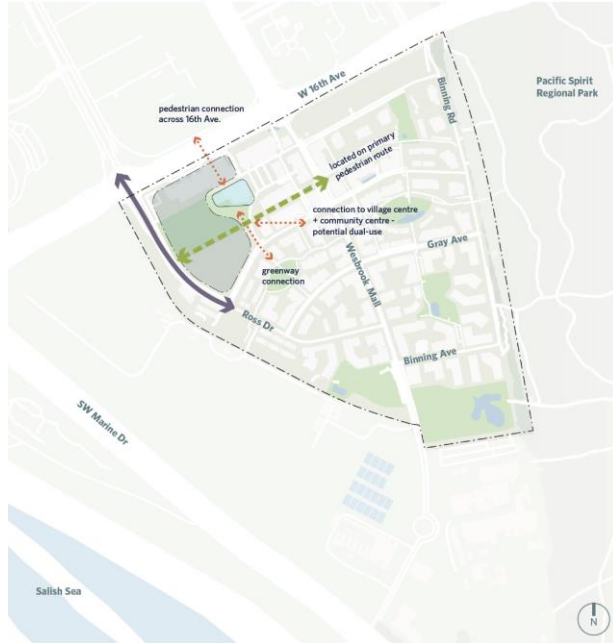 W 16th Ave
Binning Rd
Pacific Spirit
Regional Park
pedestrian connection
across 16th Ave.
located on primary
pedestrian route
connection to village centre
+ community centre -
potential dual-use
Wesbrook Mall
Gray Ave
greenway
connection
Ross Dr
Binning Ave
SW Marine Dr
Salish Sea
N